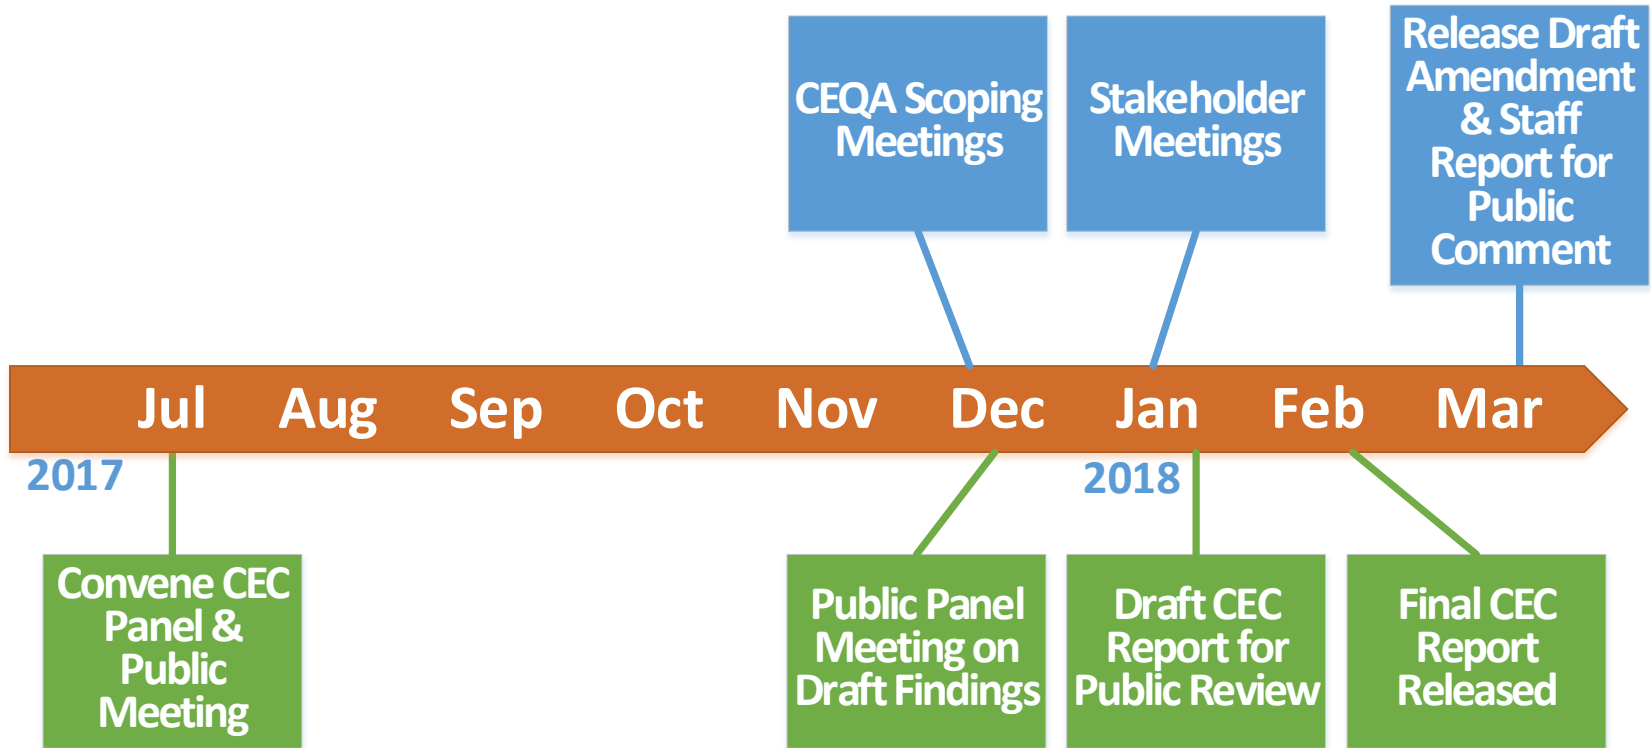 CEQA Scoping
Meetings
Stakeholder
Meetings
Release Draft
Amendment
& Staff
Report for
Public
Comment
Jul Aug Sep Oct Nov Dec Jan Feb Mar
2017
2018
Convene CEC
Panel &
Public
Meeting
Public Panel
Meeting on
Draft Findings
Draft CEC
Report for
Public Review
Final CEC
Report
Released